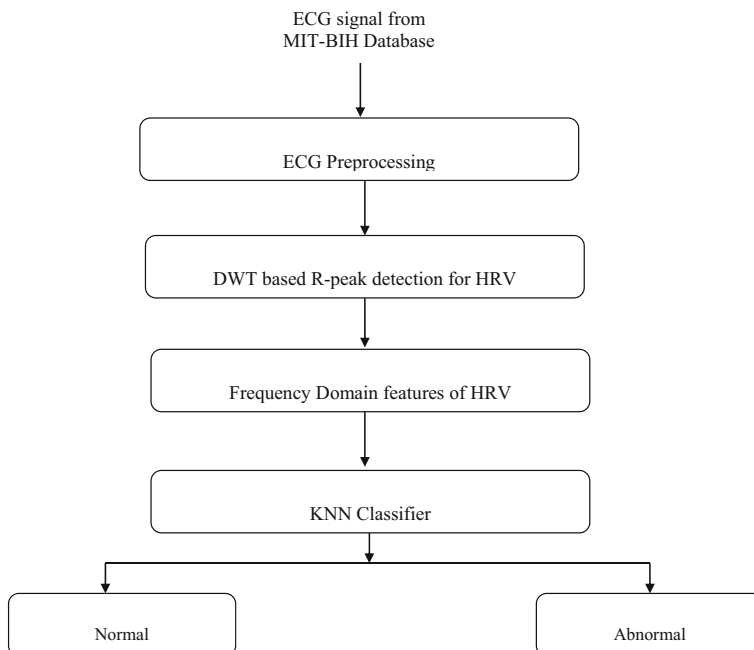 ECG signal from
MIT-BIH Database
ECG Preprocessing
DWT based R-peak detection for HRV
Frequency Domain features of HRV
KNN Classifier
Normal
Abnormal